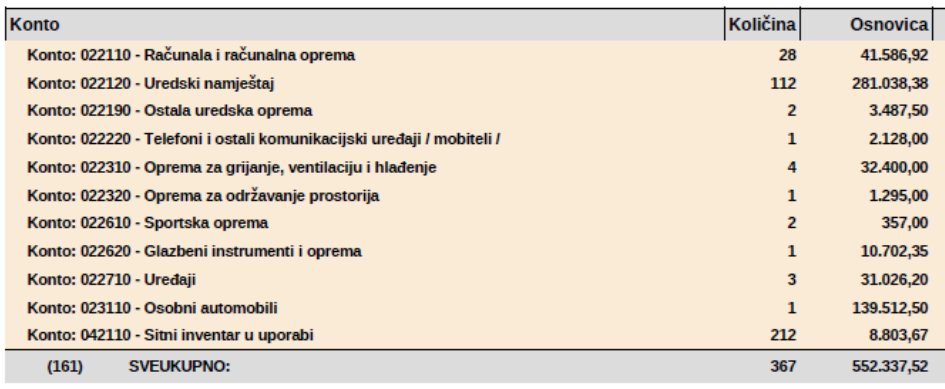 Konto Količina Osnovica
Konto: 022110 - Računala i računalna oprema 28 41.586,92
Konto: 022120 - Uredski namještaj 112 281.038,38
Konto: 022190 - Ostala uredska oprema 2 3.487,50
Konto: 022220 - Telefoni i ostali komunikacijski uređaji / mobiteli / 1 2.128,00
Konto: 022310 - Oprema za grijanje, ventilaciju i hlađenje 4 32.400,00
Konto: 022320 - Oprema za održavanje prostorija 1 1.295,00
Konto: 022610 - Sportska oprema 2 357,00
Konto: 022620 - Glazbeni instrumenti i oprema 1 10.702,35
Konto: 022710 - Uređaji 3 31.026,20
Konto: 023110 - Osobni automobili 1 139.512,50
Konto: 042110 - Sitni inventar u uporabi 212 8.803,67
(161) SVEUKUPNO: 367 552.337,52